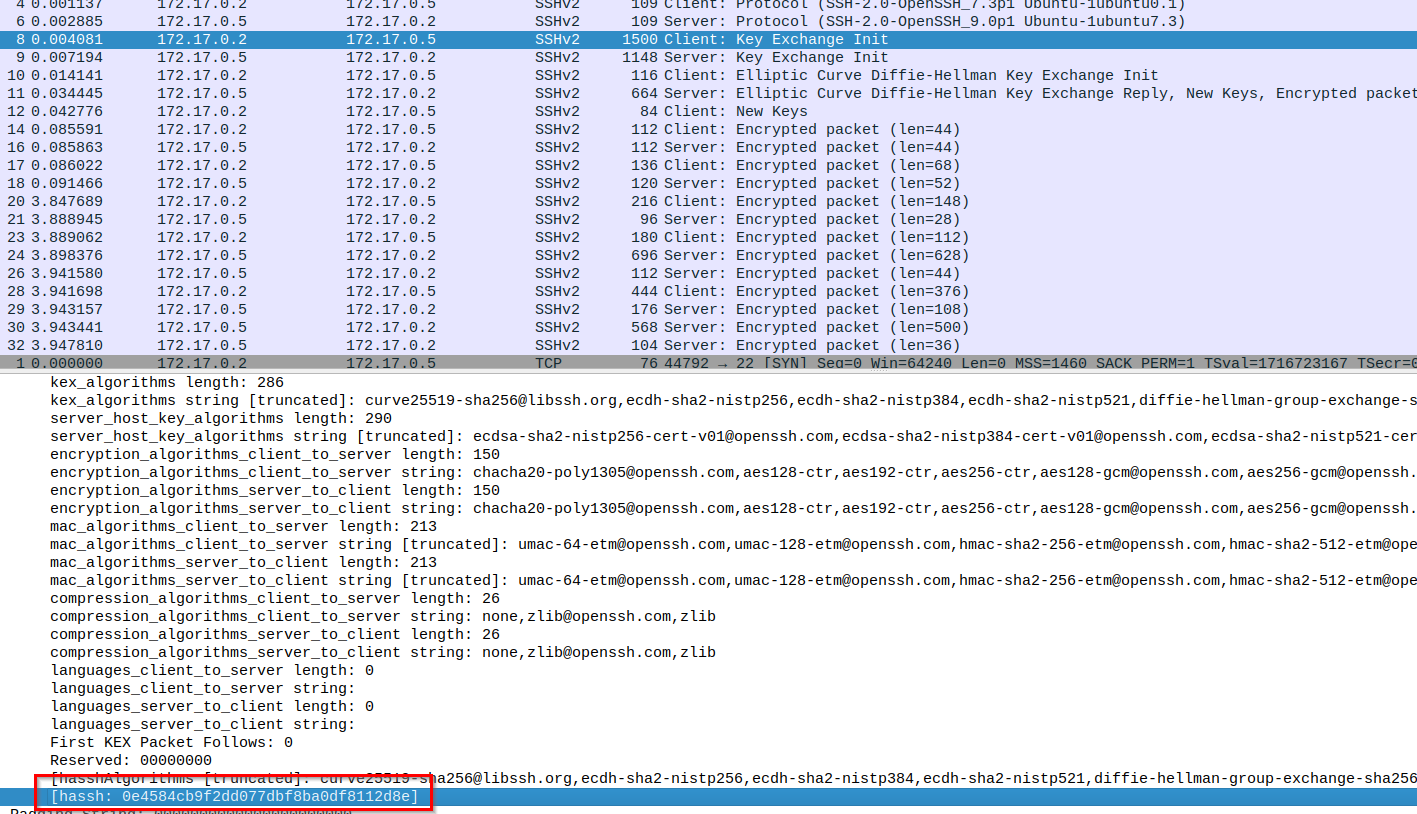 4 0.001137 172.17.0.2 172.17.0.5 SSHv2 109 Client: Protocol (SSH-2.0-OpenSSH_7.3p1 Ubuntu-1ubuntu0.1)
6 0.002885 172.17.0.5 172.17.0.2 SSHv2 109 Server: Protocol (SSH-2.0-OpenSSH_9.0p1 Ubuntu-1ubuntu7.3)
8 0.004081 172.17.0.2 172.17.0.5 SSHv2 1500 Client: Key Exchange Init
9 0.007194 172.17.0.5 172.17.0.2 SSHv2 1148 Server: Key Exchange Init
10 0.014141 172.17.0.2 172.17.0.5 SSHv2 116 Client: Elliptic Curve Diffie-Hellman Key Exchange Init
11 0.034445 172.17.0.5 172.17.0.2 SSHv2 664 Server: Elliptic Curve Diffie-Hellman Key Exchange Reply, New Keys, Encrypted packet
12 0.042776 172.17.0.2 172.17.0.5 SSHv2 84 Client: New Keys
14 0.085591 172.17.0.2 172.17.0.5 SSHv2 112 Client: Encrypted packet (len=44)
16 0.085863 172.17.0.5 172.17.0.2 SSHv2 112 Server: Encrypted packet (len=44)
17 0.086022 172.17.0.2 172.17.0.5 SSHv2 136 Client: Encrypted packet (len=68)
18 0.091466 172.17.0.5 172.17.0.2 SSHv2 120 Server: Encrypted packet (len=52)
20 3.847689 172.17.0.2 172.17.0.5 SSHv2 216 Client: Encrypted packet (len=148)
21 3.888945 172.17.0.5 172.17.0.2 SSHv2 96 Server: Encrypted packet (len=28)
23 3.889062 172.17.0.2 172.17.0.5 SSHv2 180 Client: Encrypted packet (len=112)
24 3.898376 172.17.0.5 172.17.0.2 SSHv2 696 Server: Encrypted packet (len=628)
26 3.941580 172.17.0.5 172.17.0.2 SSHv2 112 Server: Encrypted packet (len=44)
28 3.941698 172.17.0.2 172.17.0.5 SSHv2 444 Client: Encrypted packet (len=376)
29 3.943157 172.17.0.5 172.17.0.2 SSHv2 176 Server: Encrypted packet (len=108)
30 3.943441 172.17.0.5 172.17.0.2 SSHv2 568 Server: Encrypted packet (len=500)
32 3.947810 172.17.0.5 172.17.0.2 SSHv2 104 Server: Encrypted packet (len=36)
1 0.000000 172.17.0.2 172.17.0.5 TCP 76 44792 → 22 [SYN] Seq=0 Win=64240 Len=0 MSS=1460 SACK_PERM=1 TSval=1716723167 TSecr=0
kex_algorithms length: 286
kex_algorithms string [truncated]: curve25519-sha256@libssh.org,ecdh-sha2-nistp256,ecdh-sha2-nistp384,ecdh-sha2-nistp521,diffie-hellman-group-exchange-s
server_host_key_algorithms length: 290
server_host_key_algorithms string [truncated]: ecdsa-sha2-nistp256-cert-v01@openssh.com,ecdsa-sha2-nistp384-cert-v01@openssh.com,ecdsa-sha2-nistp521-cer
encryption_algorithms_client_to_server length: 150
encryption_algorithms_client_to_server string: chacha20-poly1305@openssh.com,aes128-ctr,aes192-ctr,aes256-ctr,aes128-gcm@openssh.com,aes256-gcm@openssh.
encryption_algorithms_server_to_client length: 150
encryption_algorithms_server_to_client string: chacha20-poly1305@openssh.com,aes128-ctr,aes192-ctr,aes256-ctr,aes128-gcm@openssh.com,aes256-gcm@openssh.
mac_algorithms_client_to_server length: 213
mac_algorithms_client_to_server string [truncated]: umac-64-etm@openssh.com,umac-128-etm@openssh.com,hmac-sha2-256-etm@openssh.com,hmac-sha2-512-etm@ope
mac_algorithms_server_to_client length: 213
mac_algorithms_server_to_client string [truncated]: umac-64-etm@openssh.com,umac-128-etm@openssh.com,hmac-sha2-256-etm@openssh.com,hmac-sha2-512-etm@ope
compression_algorithms_client_to_server length: 26
compression_algorithms_client_to_server string: none,zlib@openssh.com,zlib
compression_algorithms_server_to_client length: 26
compression_algorithms_server_to_client string: none,zlib@openssh.com,zlib
languages_client_to_server length: 0
languages_client_to_server string:
languages_server_to_client length: 0
languages_server_to_client string:
First KEX Packet Follows: 0
Reserved: 00000000
[hasshAlgorithms [truncated]: curve25519-sha256@libssh.org,ecdh-sha2-nistp256,ecdh-sha2-nistp384,ecdh-sha2-nistp521,diffie-hellman-group-exchange-sha256
[hassh: 0e4584cb9f2dd077dbf8ba0df8112d8e]
Padding String: